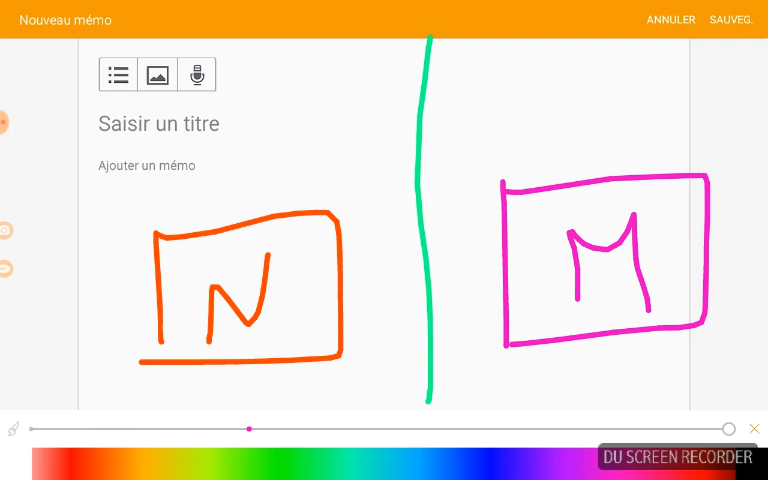 Nouveau mémo ANNULER SAUVEG.
Saisir un titre
Ajouter un mémo
N M
DU SCREEN RECORDER